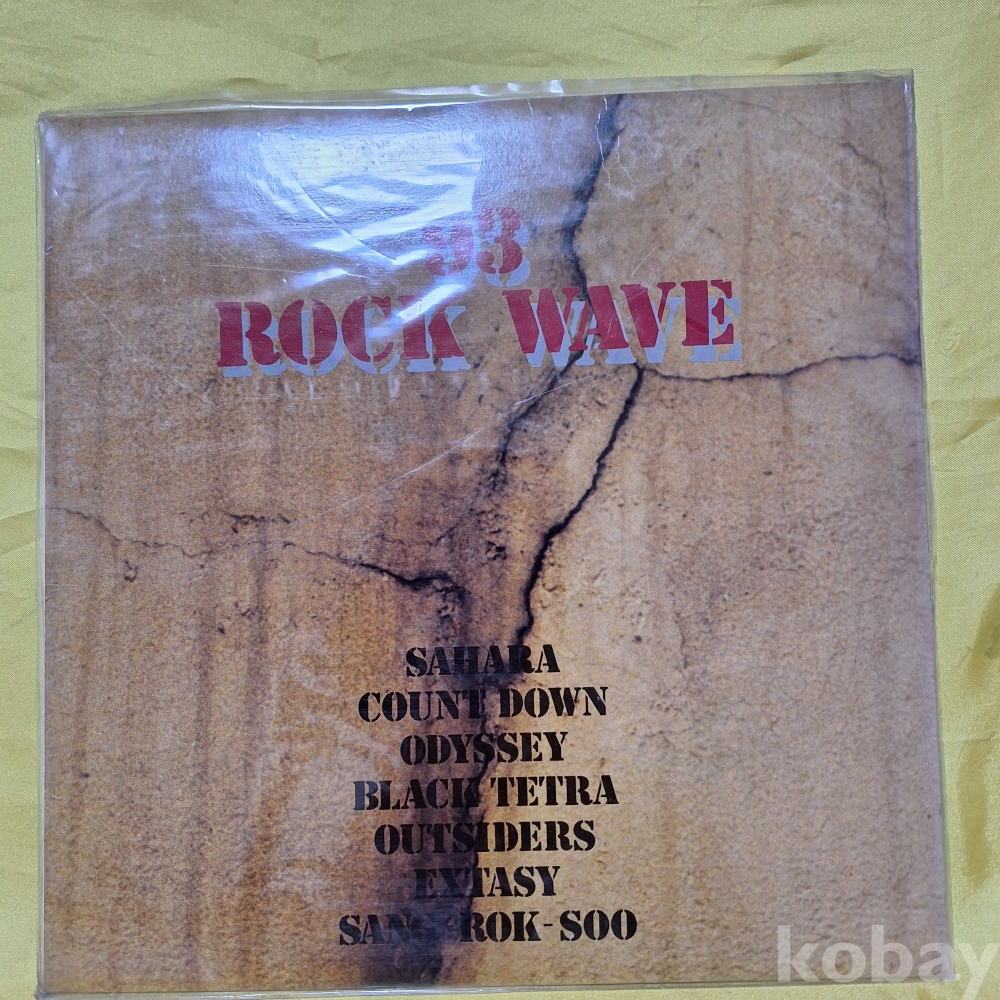 93
ROCK WAVE
SAHARA
COUNT DOWN
ODYSSEY
BLACK TETRA
OUTSIDERS
EXTASY
SANG-ROK-SOO
kobay